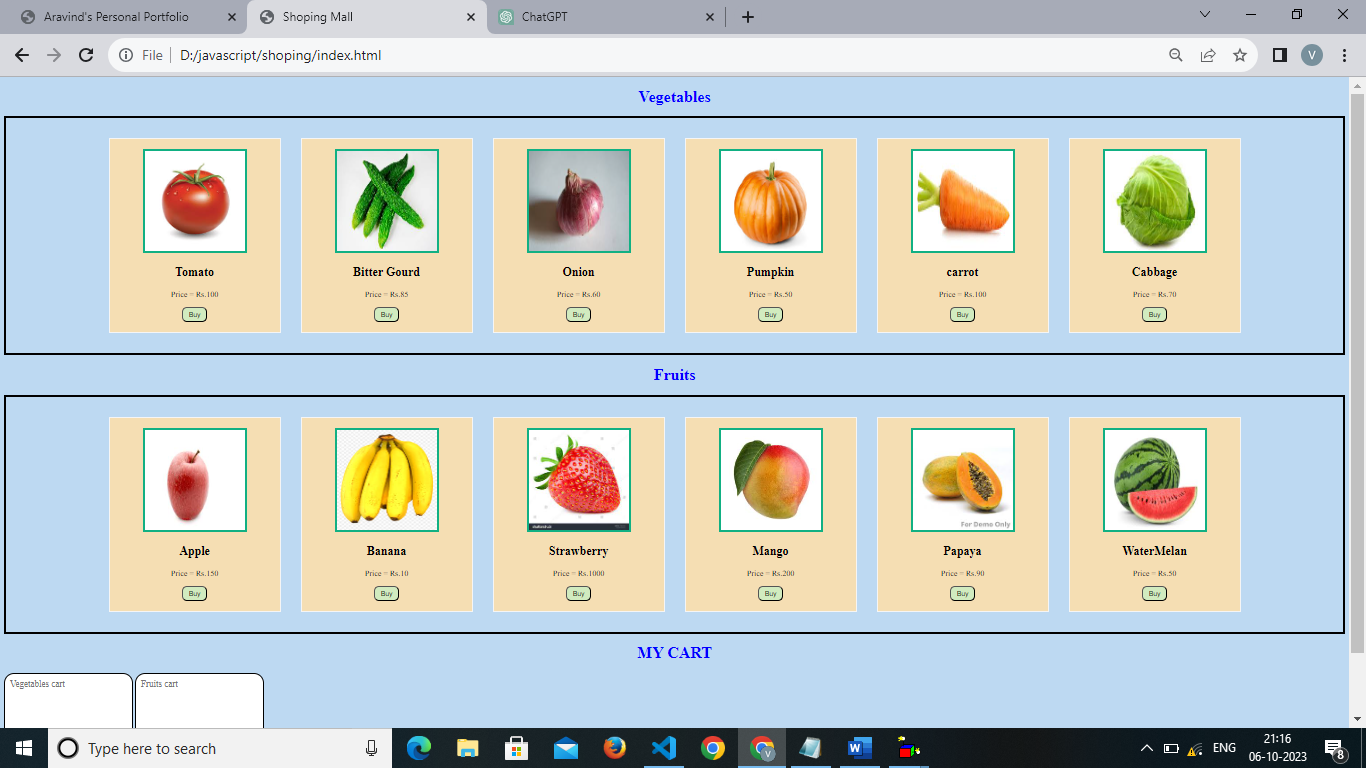 Aravind's Personal Portfolio
Shoping Mall
ChatGPT
File
D:/javascript/shoping/index.html
V
Vegetables
Tomato Bitter Gourd Onion Pumpkin carrot Cabbage
Price = Rs.100 Price = Rs.85 Price = Rs.60 Price = Rs.50 Price = Rs.100 Price = Rs.70
Buy Buy Buy Buy Buy Buy
Fruits
For Demo Only
Apple Banana Strawberry Mango Papaya WaterMelan
Price = Rs.150 Price = Rs.10 Price = Rs.1000 Price = Rs.200 Price = Rs.90 Price = Rs.50
Buy Buy Buy Buy Buy Buy
MY CART
Vegetables cart Fruits cart
Type here to search
V
W
ENG
21:16
06-10-2023
8